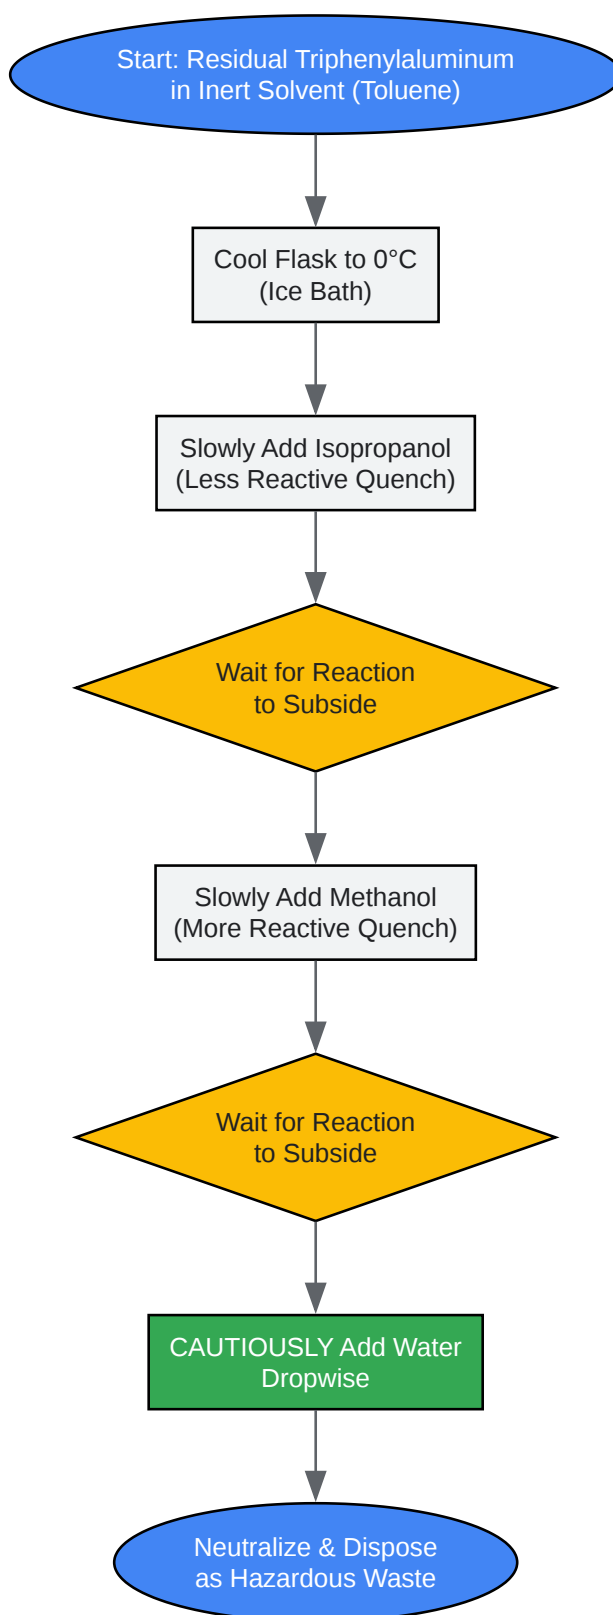 Start: Residual Triphenylaluminum
in Inert Solvent (Toluene)
Cool Flask to 0°C
(Ice Bath)
Slowly Add Isopropanol
(Less Reactive Quench)
Wait for Reaction
to Subside
Slowly Add Methanol
(More Reactive Quench)
Wait for Reaction
to Subside
CAUTIOUSLY Add Water
Dropwise
Neutralize & Dispose
as Hazardous Waste